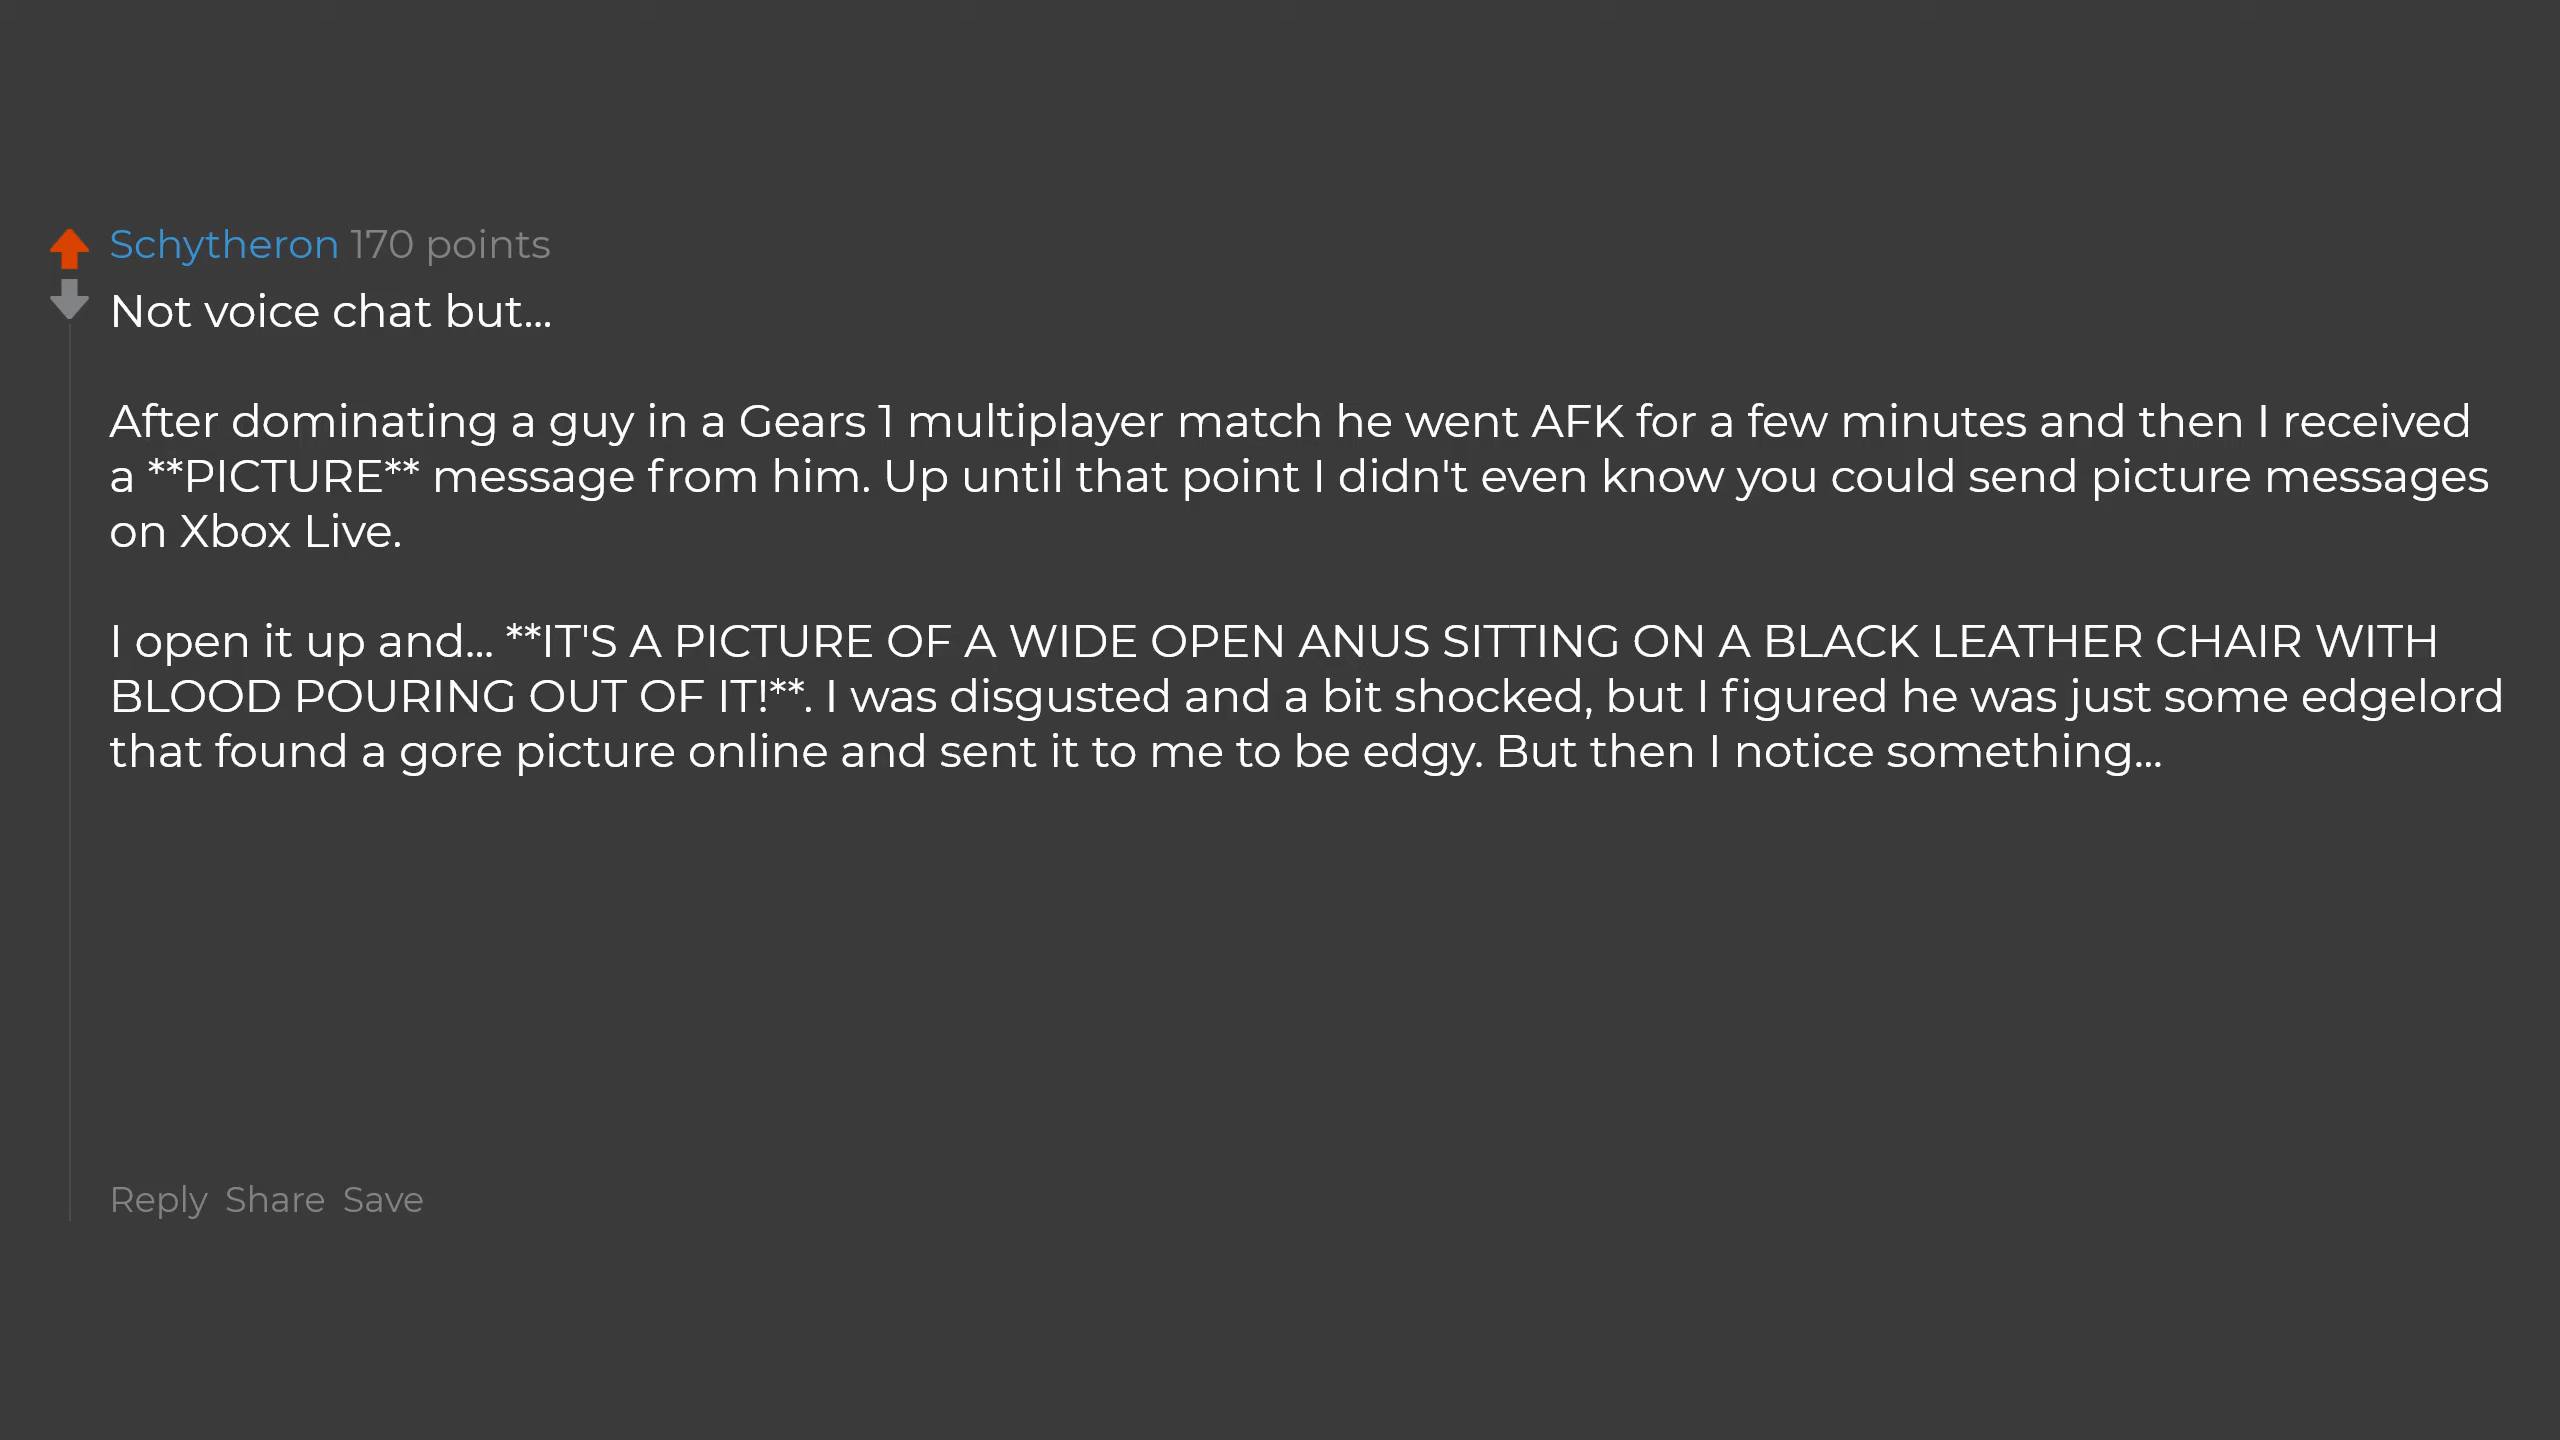 Schytheron 170 points
Not voice chat but...
After dominating a guy in a Gears 1 multiplayer match he went AFK for a few minutes and then I received
a **PICTURE** message from him. Up until that point I didn't even know you could send picture messages
on Xbox Live.
I open it up and... **IT'S A PICTURE OF A WIDE OPEN ANUS SITTING ON A BLACK LEATHER CHAIR WITH
BLOOD POURING OUT OF IT!**. I was disgusted and a bit shocked, but I figured he was just some edgelord
that found a gore picture online and sent it to me to be edgy. But then I notice something...
Reply Share Save